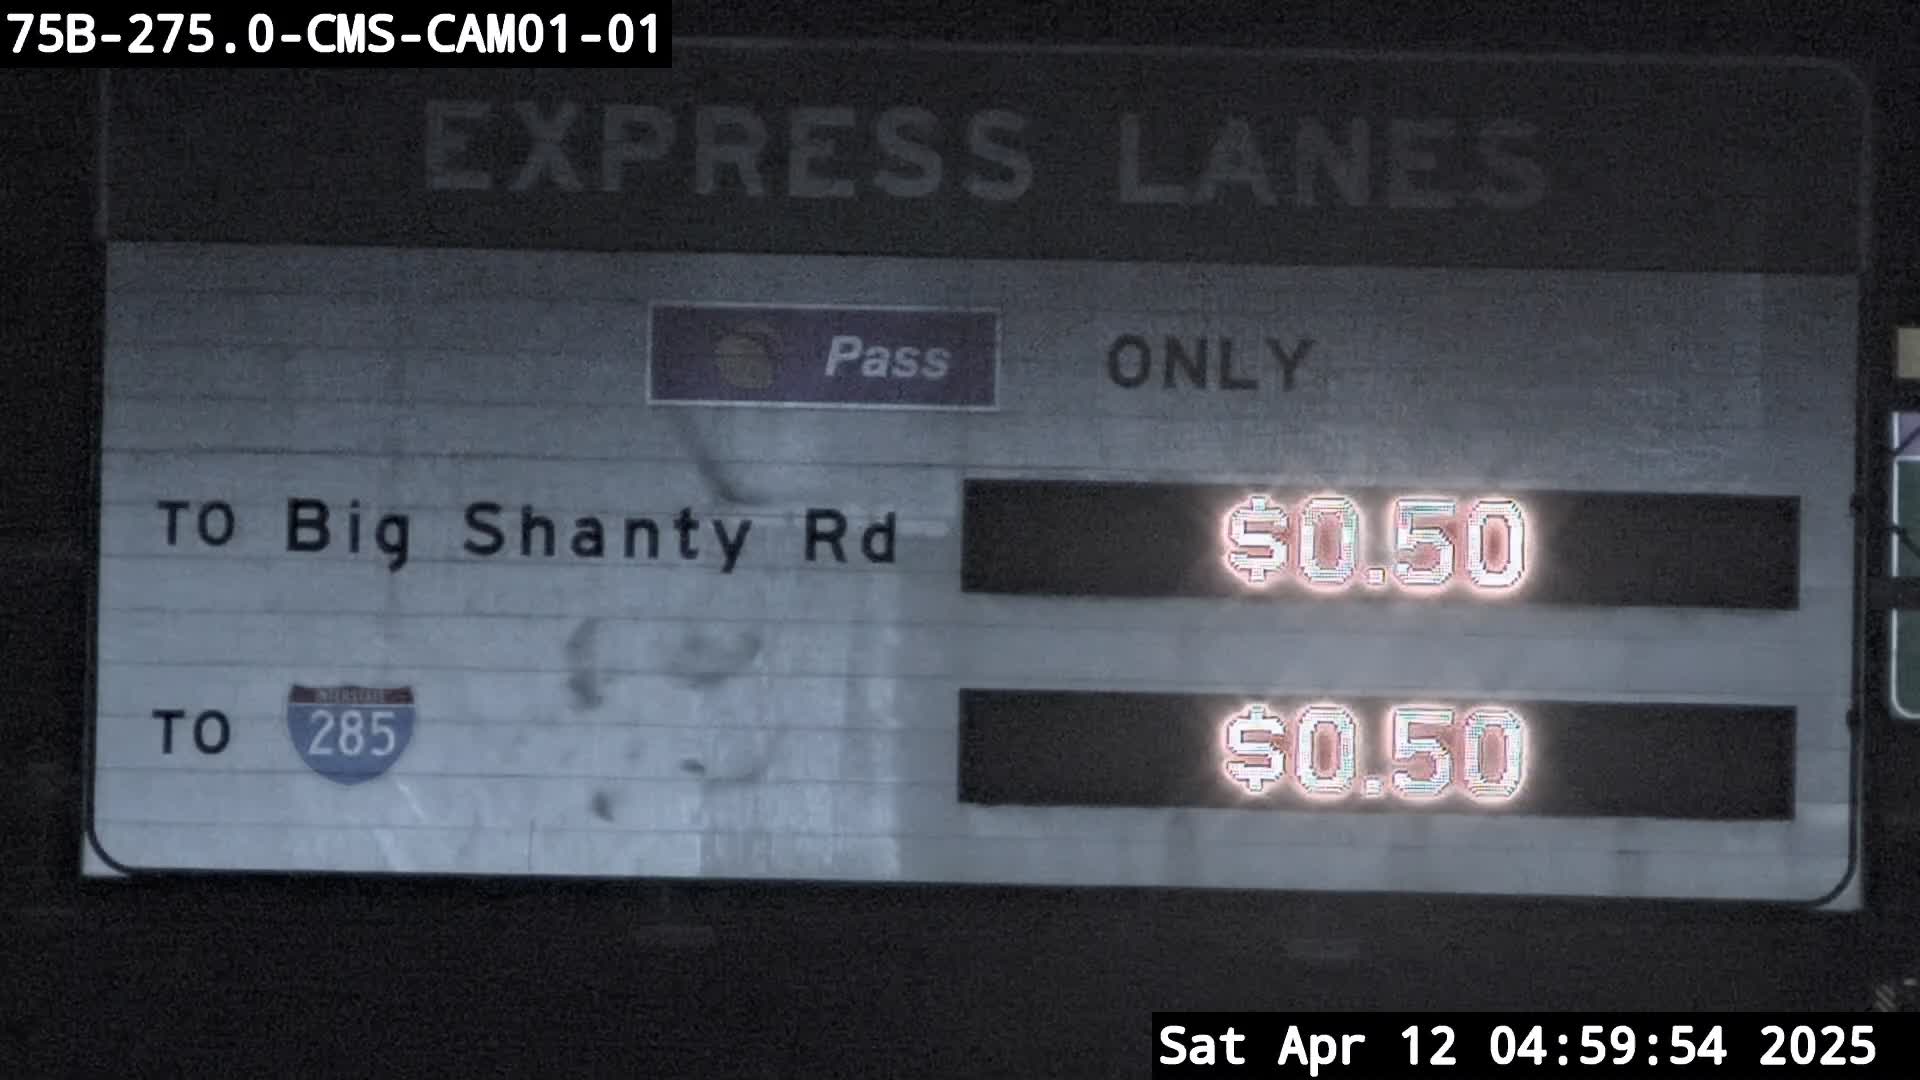 75B-275.0-CMS-CAM01-01
EXPRESS LANES
Pass ONLY
TO Big Shanty Rd $0.50
INTERSTATE
TO 285 $0.50
Sat Apr 12 04:59:54 2025